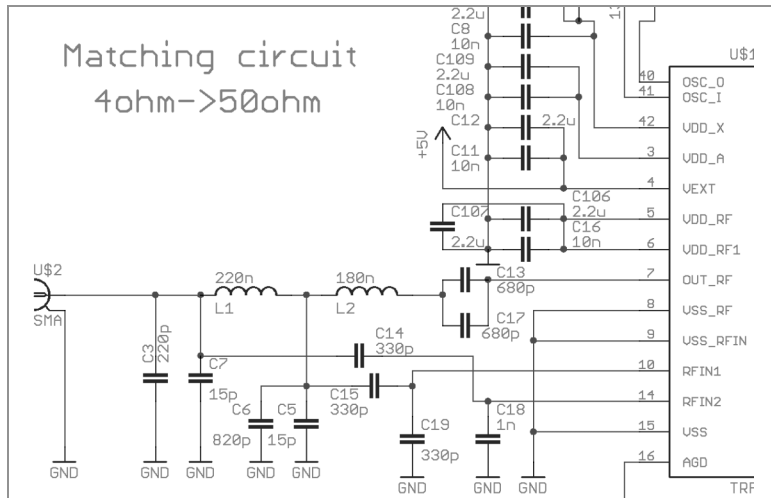 Matching circuit
4ohm->50ohm
2.2u
C8
10n
C109
2.2u
C108
10n
C12
2.2u
+5V
C11
10n
C106
2.2u
C107
2.2u
C16
10n
U$1
40 OSC_O
41 OSC_I
42 VDD_X
3 VDD_A
4 VEXT
5 VDD_RF
6 VDD_RF1
7 OUT_RF
8 VSS_RF
9 VSS_RFIN
10 RFIN1
14 RFIN2
15 VSS
16 AGD
TRF
U$2
SMA
220n
L1
180n
L2
C13
680p
C17
680p
C14
330p
C3
220p
C7
15p
C15
330p
C6
820p
C5
15p
C19
330p
C18
1n
GND
GND
GND
GND
GND
GND
GND
GND